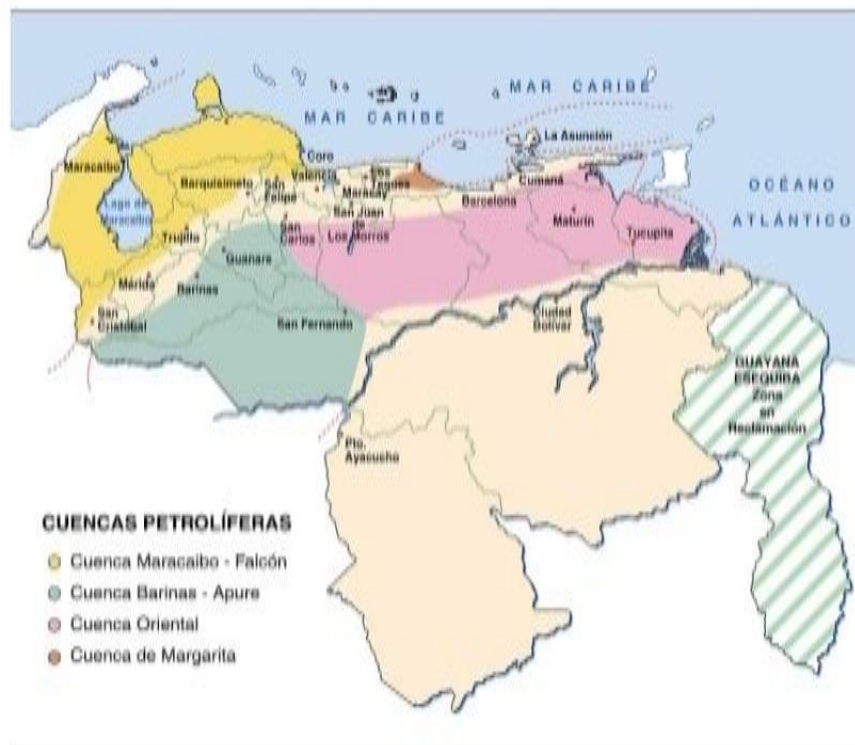 MAR CARIBE
MAR CARIBE
La Asunción
Coro
Maracaibo
Valencia
Los
Teques
Cumaná
Barquisimeto
San
Felipe
Maracay
Barcelona
OCÉANO
ATLÁNTICO
Lago de
Maracaibo
San Juan
de
Los Morros
Maturín
Trujillo
San
Carlos
Tucupita
Guanare
Mérida
Barinas
San
Cristóbal
San Fernando
Ciudad
Bolívar
GUAYANA
ESEQUIBA
Zona
en
Reclamación
Pto.
Ayacucho
CUENCAS PETROLÍFERAS
Cuenca Maracaibo - Falcón
Cuenca Barinas - Apure
Cuenca Oriental
Cuenca de Margarita